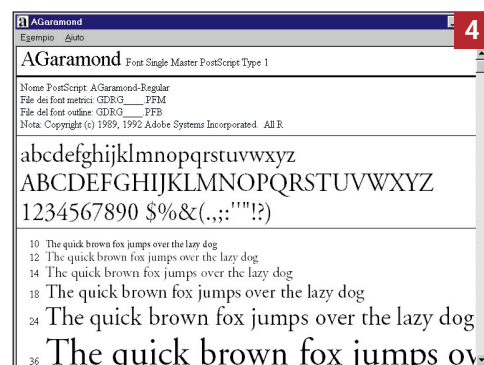 AGaramond
4
Esempio Aiuto
AGaramond Font Single Master PostScript Type 1
Nome PostScript: AGaramond-Regular
File dei font metrici: GDRG____.PFM
File del font outline: GDRG____.PFB
Nota: Copyright (c) 1989, 1992 Adobe Systems Incorporated. All R
abcdefghijklmnopqrstuvwxyz
ABCDEFGHIJKLMNOPQRSTUVWXYZ
1234567890 $%&(.,;:'"'"!?)
10 The quick brown fox jumps over the lazy dog
12 The quick brown fox jumps over the lazy dog
14 The quick brown fox jumps over the lazy dog
18 The quick brown fox jumps over the lazy dog
24 The quick brown fox jumps over the lazy dog
36 The quick brown fox jumps ov